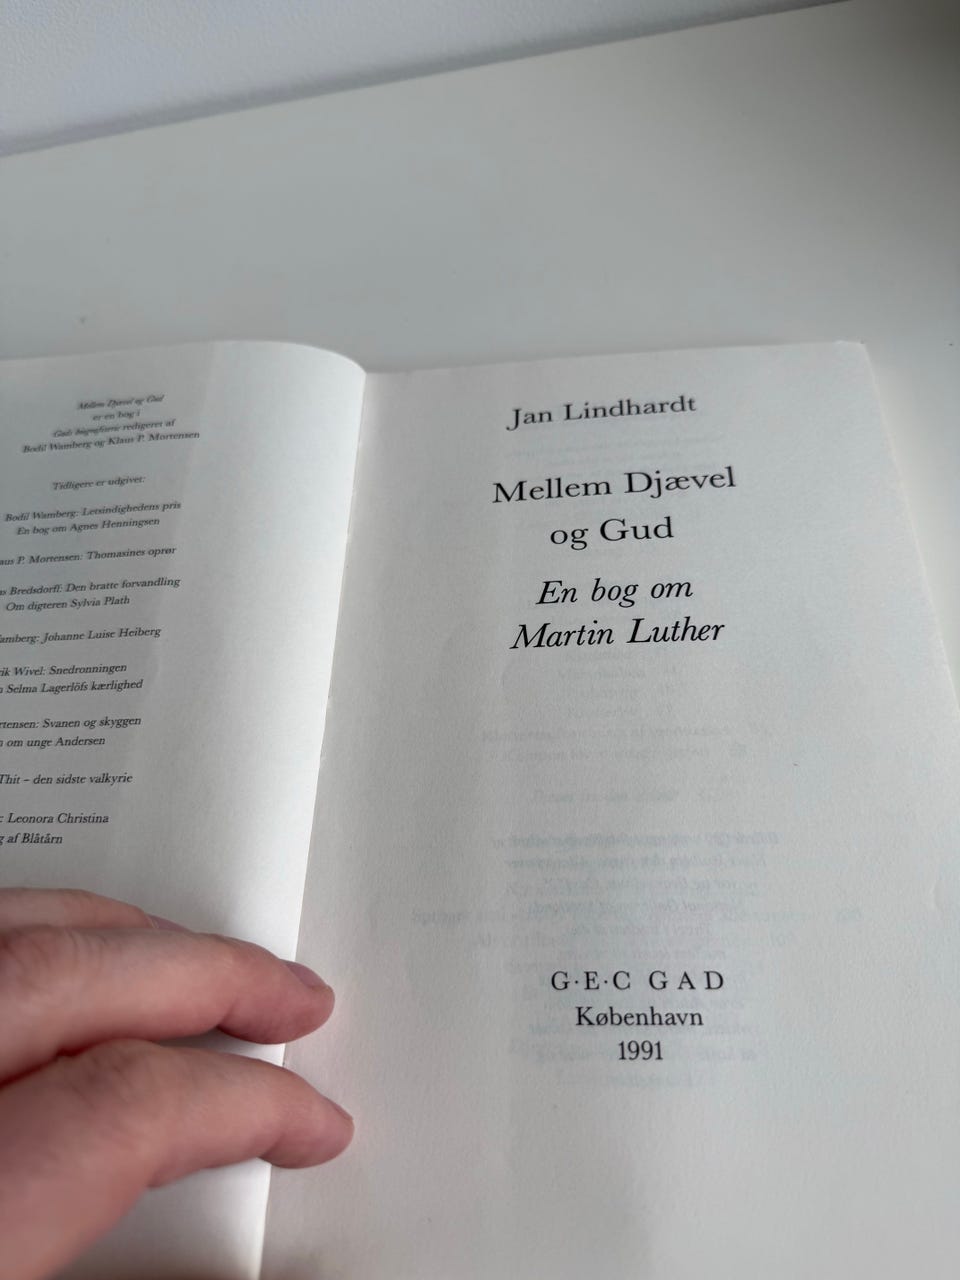 Mellem Djævel og Gud
er en bog i
Gads biografiserie redigeret af
Bodil Wamberg og Klaus P. Mortensen
Tidligere er udgivet:
Bodil Wamberg: Letsindighedens pris
En bog om Agnes Henningsen
P. Mortensen: Thomasines oprør
Bredsdorff: Den bratte forvandling
Om digteren Sylvia Plath
Johanne Luise Heiberg
Wivel: Snedronningen
Selma Lagerlöfs kærlighed
Svanen og skyggen
om unge Andersen
Thit – den sidste valkyrie
: Leonora Christina
af Blåtårn
Jan Lindhardt
Mellem Djævel
og Gud
En bog om
Martin Luther
G·E·C GAD
København
1991